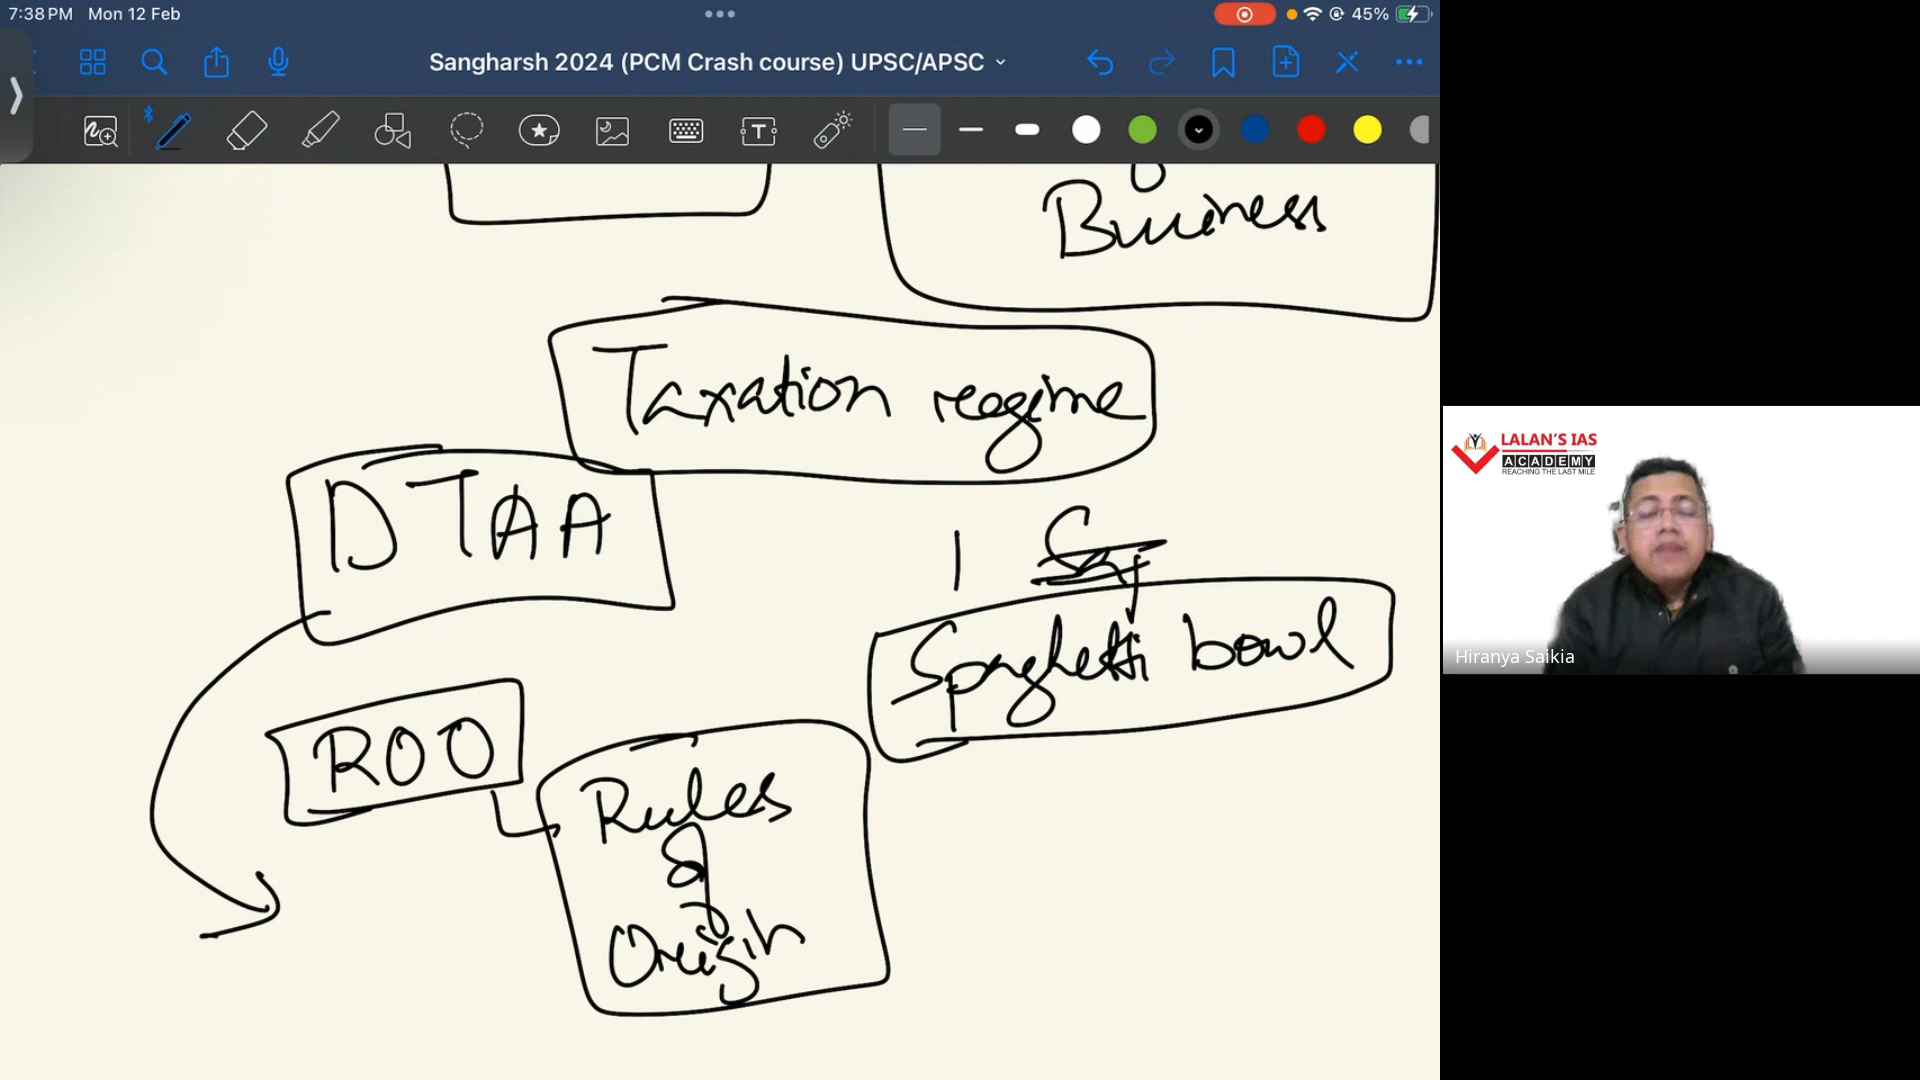 7:38 PM Mon 12 Feb
45%
Sangharsh 2024 (PCM Crash course) UPSC/APSC
Business
Taxation regime
DTAA
Spaghetti bowl
ROO
Rules
of
Origin
LALAN'S IAS
ACADEMY
REACHING THE LAST MILE
Hiranya Saikia